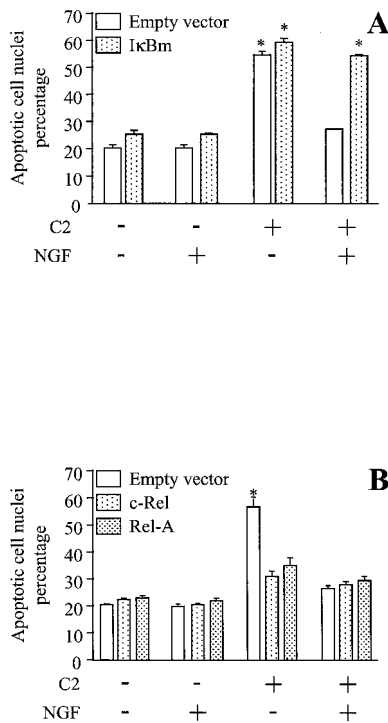 A
Empty vector
IκBm
Apoptotic cell nuclei
percentage
70
60
50
40
30
20
10
0
* * *
C2 - - + +
NGF - + - +
B
Empty vector
c-Rel
Rel-A
Apoptotic cell nuclei
percentage
70
60
50
40
30
20
10
0
*
C2 - - + +
NGF - + - +